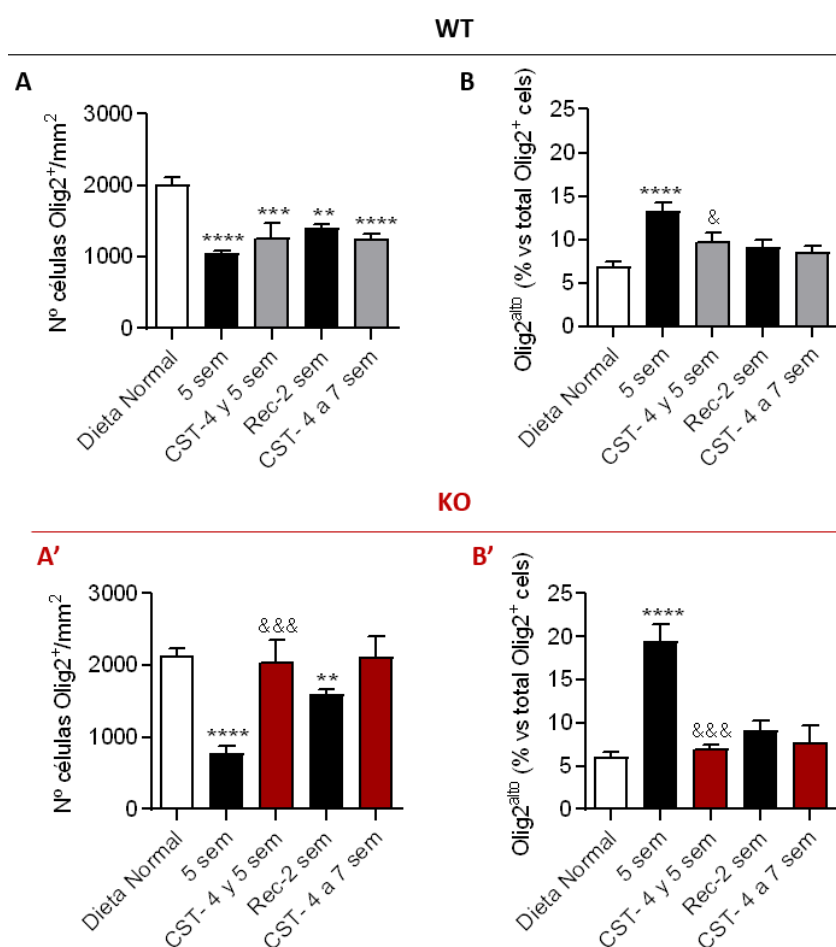 WT
A
Nº células Olig2⁺/mm²
3000
2000
1000
0
****
***
**
****
Dieta Normal
5 sem
CST- 4 y 5 sem
Rec-2 sem
CST- 4 a 7 sem
B
Olig2ᵃˡᵗᵒ (% vs total Olig2⁺ cels)
25
20
15
10
5
0
****
&
Dieta Normal
5 sem
CST- 4 y 5 sem
Rec-2 sem
CST- 4 a 7 sem
KO
A’
Nº células Olig2⁺/mm²
3000
2000
1000
0
****
&&&
**
Dieta Normal
5 sem
CST- 4 y 5 sem
Rec-2 sem
CST- 4 a 7 sem
B’
Olig2ᵃˡᵗᵒ (% vs total Olig2⁺ cels)
25
20
15
10
5
0
****
&&&
Dieta Normal
5 sem
CST- 4 y 5 sem
Rec-2 sem
CST- 4 a 7 sem